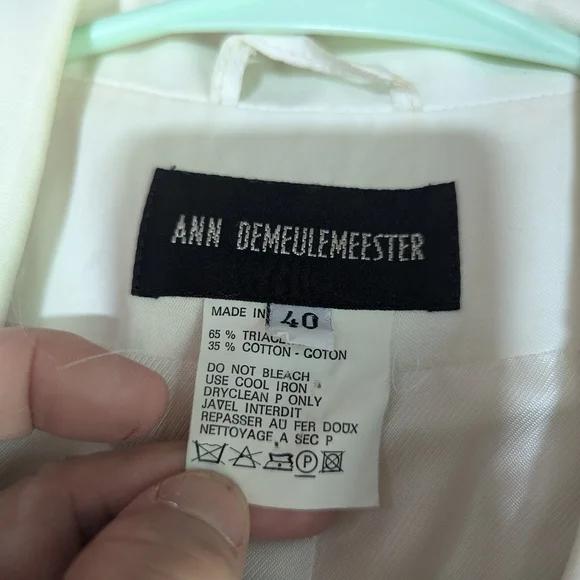 ANN DEMEULEMEESTER
MADE IN
40
65 %
35 % COTTON - COTON
DO NOT BLEACH
USE COOL IRON
DRYCLEAN P ONLY
JAVEL INTERDIT
REPASSER AU FER DOUX
NETTOYAGE A SEC P
P